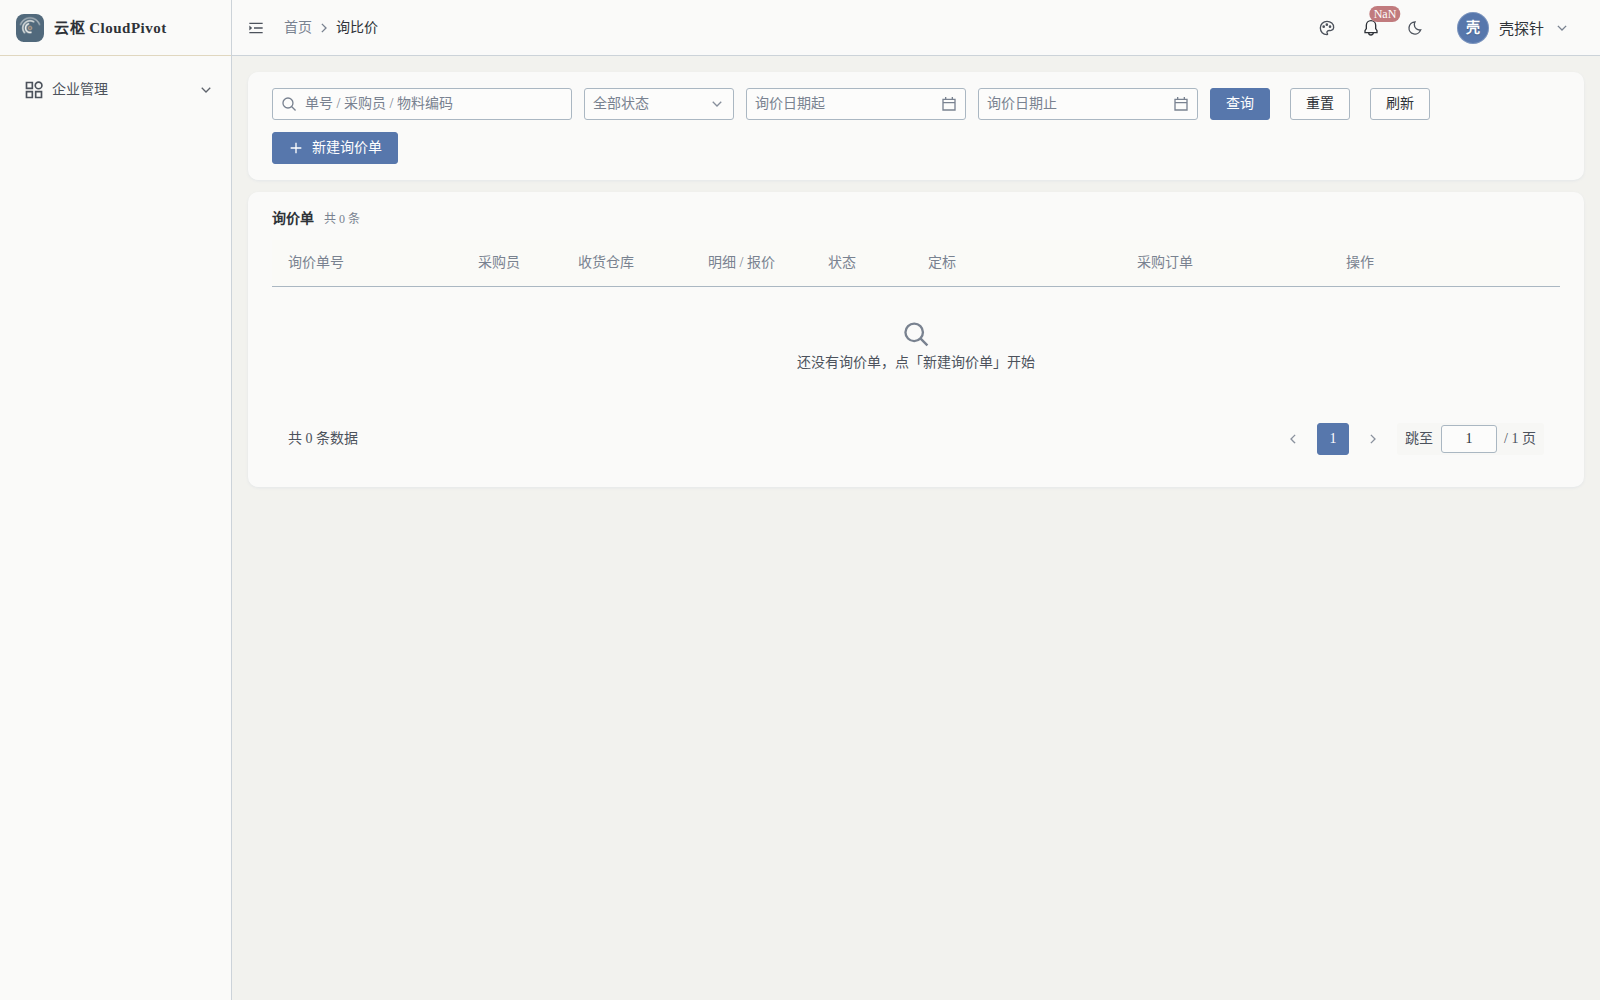 云枢 CloudPivot
首页 > 询比价
NaN
壳 壳探针
企业管理
单号 / 采购员 / 物料编码 全部状态 询价日期起 询价日期止 查询 重置 刷新
+ 新建询价单
询价单 共 0 条
询价单号 采购员 收货仓库 明细 / 报价 状态 定标 采购订单 操作
还没有询价单，点「新建询价单」开始
共 0 条数据 1 跳至 1 / 1 页